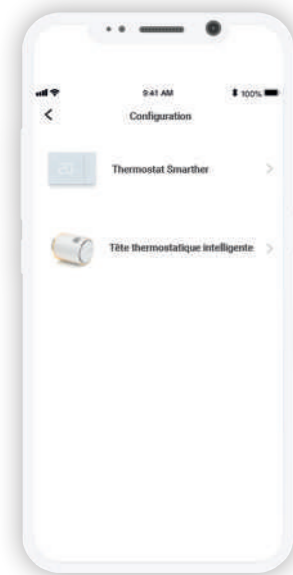 9:41 AM 100%
Configuration
Thermostat Smarther
Tête thermostatique intelligente